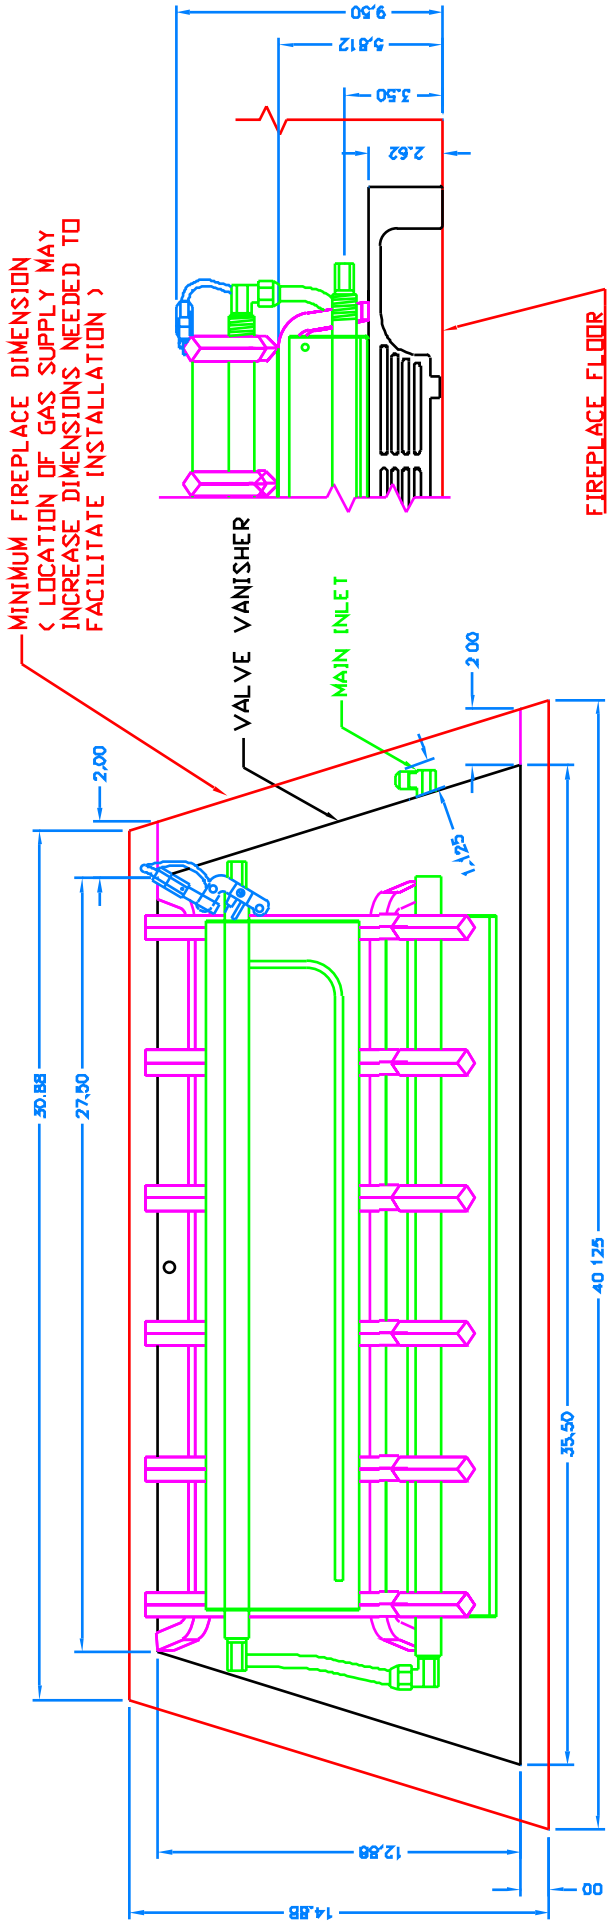 MINIMUM FIREPLACE DIMENSION
( LOCATION OF GAS SUPPLY MAY
INCREASE DIMENSIONS NEEDED TO
FACILITATE INSTALLATION )
VALVE VANISHER
MAIN INLET
FIREPLACE FLOOR
9.50
5.812
3.50
2.62
2.00
2 00
1.125
30.88
27.50
35.50
40 125
12.88
14.88
00